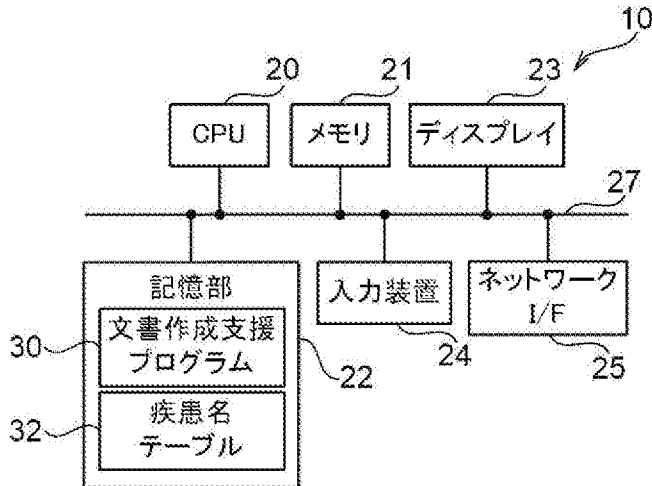 10
20
21
23
CPU
メモリ
ディスプレイ
27
記憶部
入力装置
ネットワーク
I/F
30
文書作成支援
プログラム
22
24
25
32
疾患名
テーブル